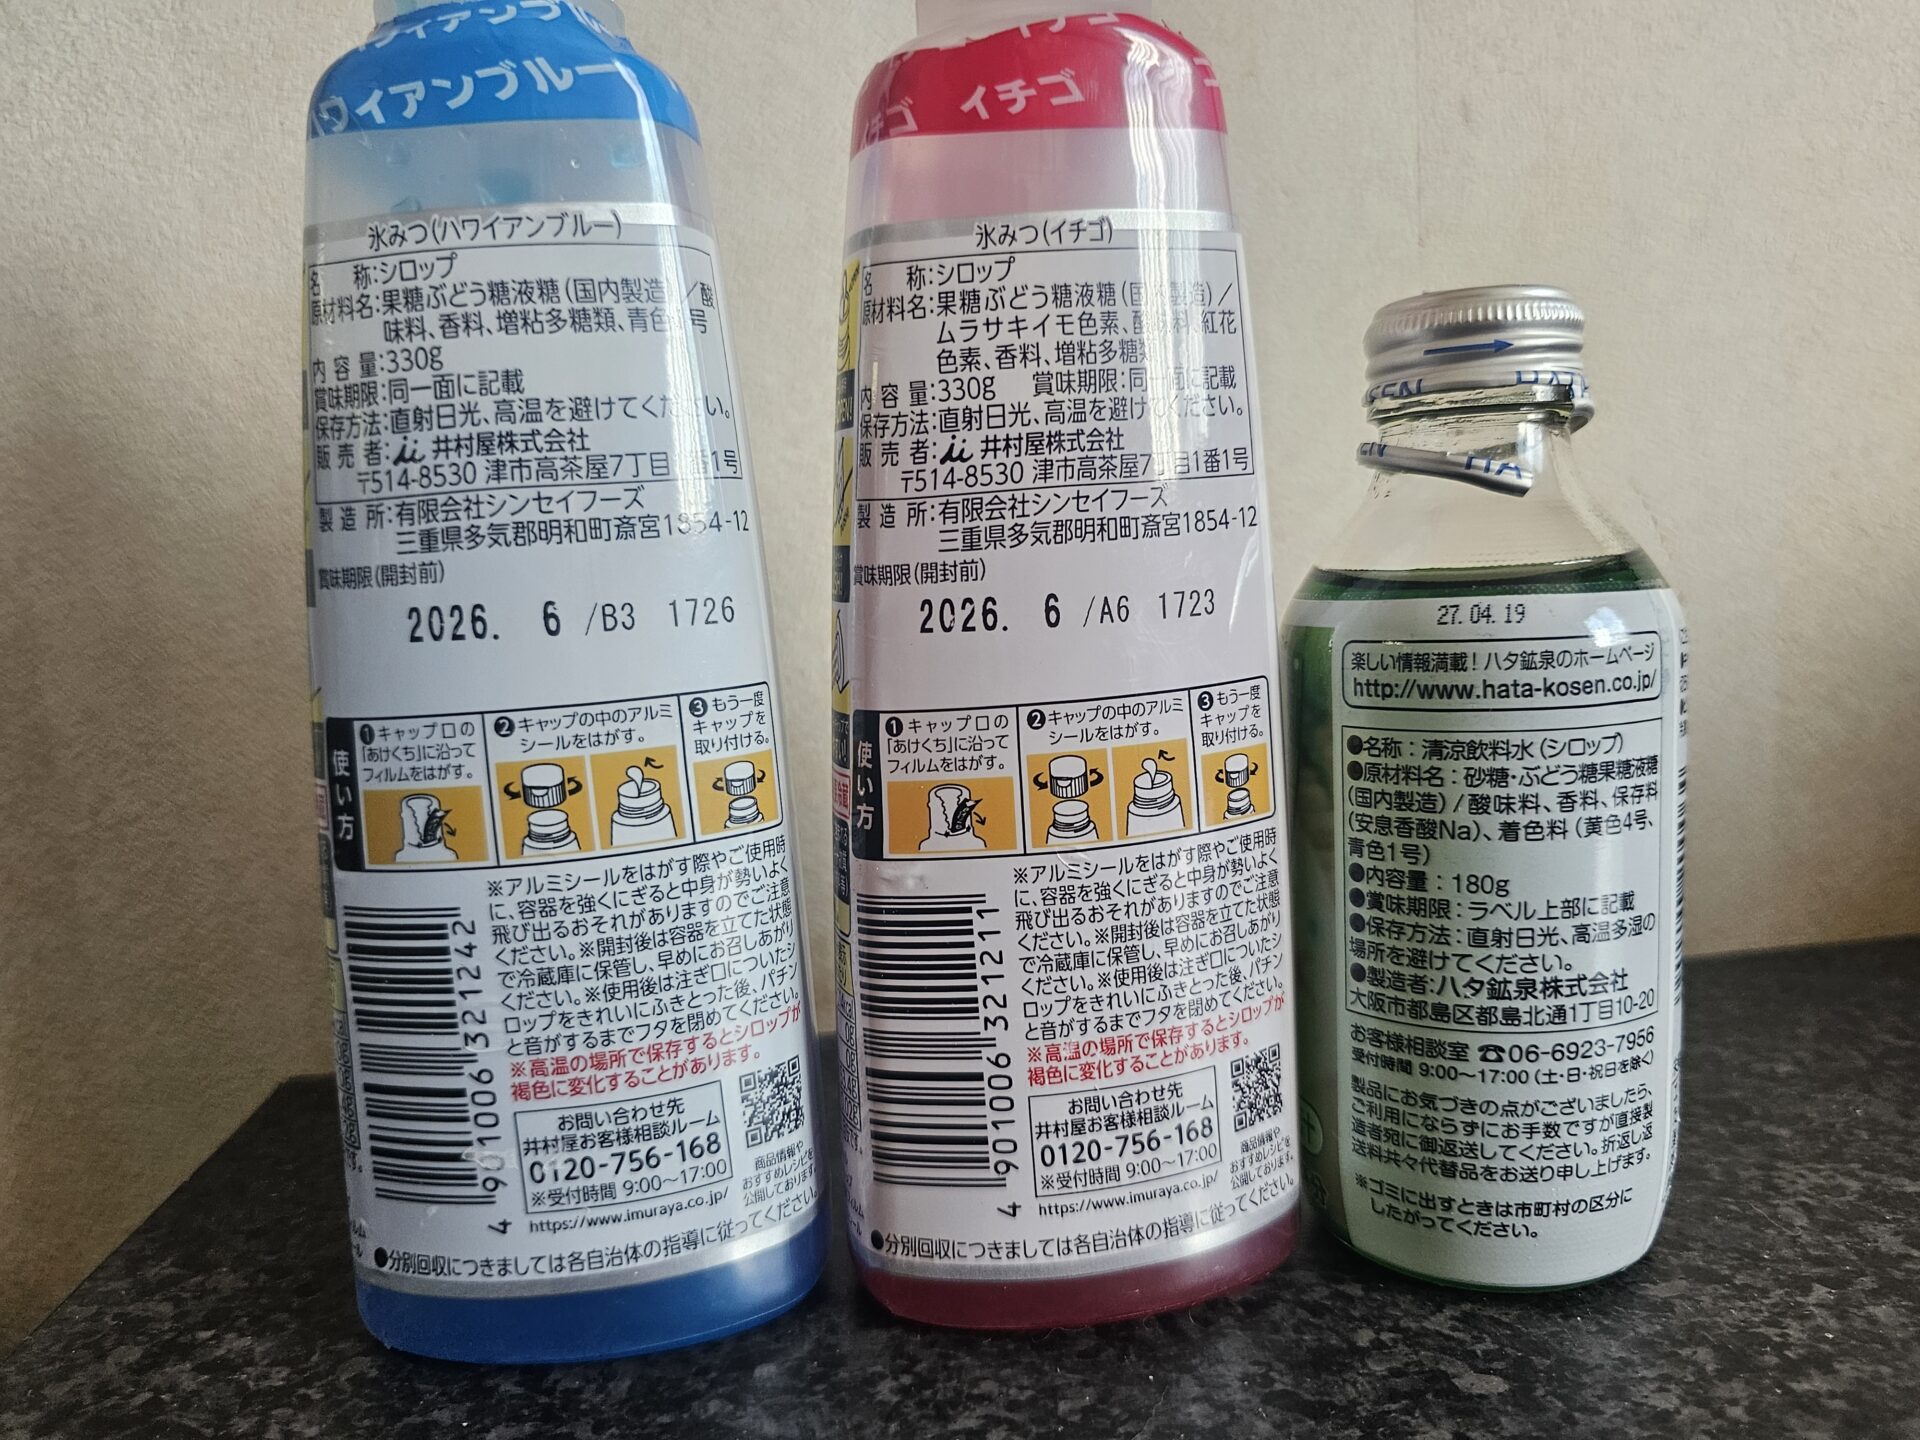 ワイアンブルー
氷みつ(ハワイアンブルー)
名 称:シロップ
原材料名:果糖ぶどう糖液糖(国内製造)/酸
味料、香料、増粘多糖類、青色1号
内容量:330g
賞味期限:同一面に記載
保存方法:直射日光、高温を避けてください。
販売者:井村屋株式会社
〒514-8530 津市高茶屋7丁目1番1号
製造所:有限会社シンセイフーズ
三重県多気郡明和町斎宮1854-12
賞味期限(開封前)
2026. 6 /B3 1726
使い方
❶キャップ口の
「あけくち」に沿って
フィルムをはがす。
❷キャップの中のアルミ
シールをはがす。
❸もう一度
キャップを
取り付ける。
※アルミシールをはがす際やご使用時
に、容器を強くにぎると中身が勢いよく
飛び出るおそれがありますのでご注意
ください。※開封後は容器を立てた状態
で冷蔵庫に保管し、早めにお召しあがり
ください。※使用後は注ぎ口についたシ
ロップをきれいにふきとった後、パチン
と音がするまでフタを閉めてください。
※高温の場所で保存するとシロップが
褐色に変化することがあります。
4 901006 321242
お問い合わせ先
井村屋お客様相談ルーム
0120-756-168
※受付時間 9:00〜17:00
https://www.imuraya.co.jp/
商品情報や
おすすめレシピを
公開しております。
●分別回収につきましては各自治体の指導に従ってください。
イチゴ
イチゴ
氷みつ(イチゴ)
名 称:シロップ
原材料名:果糖ぶどう糖液糖(国内製造)/
ムラサキイモ色素、酸味料、紅花
色素、香料、増粘多糖類
内容量:330g 賞味期限:同一面に記載
保存方法:直射日光、高温を避けてください。
販売者:井村屋株式会社
〒514-8530 津市高茶屋7丁目1番1号
製造所:有限会社シンセイフーズ
三重県多気郡明和町斎宮1854-12
賞味期限(開封前)
2026. 6 /A6 1723
使い方
❶キャップ口の
「あけくち」に沿って
フィルムをはがす。
❷キャップの中のアルミ
シールをはがす。
❸もう一度
キャップを
取り付ける。
※アルミシールをはがす際やご使用時
に、容器を強くにぎると中身が勢いよく
飛び出るおそれがありますのでご注意
ください。※開封後は容器を立てた状態
で冷蔵庫に保管し、早めにお召しあがり
ください。※使用後は注ぎ口についたシ
ロップをきれいにふきとった後、パチン
と音がするまでフタを閉めてください。
※高温の場所で保存するとシロップが
褐色に変化することがあります。
4 901006 321211
お問い合わせ先
井村屋お客様相談ルーム
0120-756-168
※受付時間 9:00〜17:00
https://www.imuraya.co.jp/
商品情報や
おすすめレシピを
公開しております。
●分別回収につきましては各自治体の指導に従ってください。
27.04.19
楽しい情報満載!ハタ鉱泉のホームページ
http://www.hata-kosen.co.jp/
●名称:清涼飲料水(シロップ)
●原材料名:砂糖・ぶどう糖果糖液糖
(国内製造)/酸味料、香料、保存料
(安息香酸Na)、着色料(黄色4号、
青色1号)
●内容量:180g
●賞味期限:ラベル上部に記載
●保存方法:直射日光、高温多湿の
場所を避けてください。
●製造者:ハタ鉱泉株式会社
大阪市都島区都島北通1丁目10-20
お客様相談室 ☎06-6923-7956
受付時間 9:00〜17:00(土・日・祝日を除く)
製品にお気づきの点がございましたら、
ご利用にならずにお手数ですが直接製
造者宛に御返送してください。折返し返
送料共々代替品をお送り申し上げます。
※ゴミに出すときは市町村の区分に
したがってください。